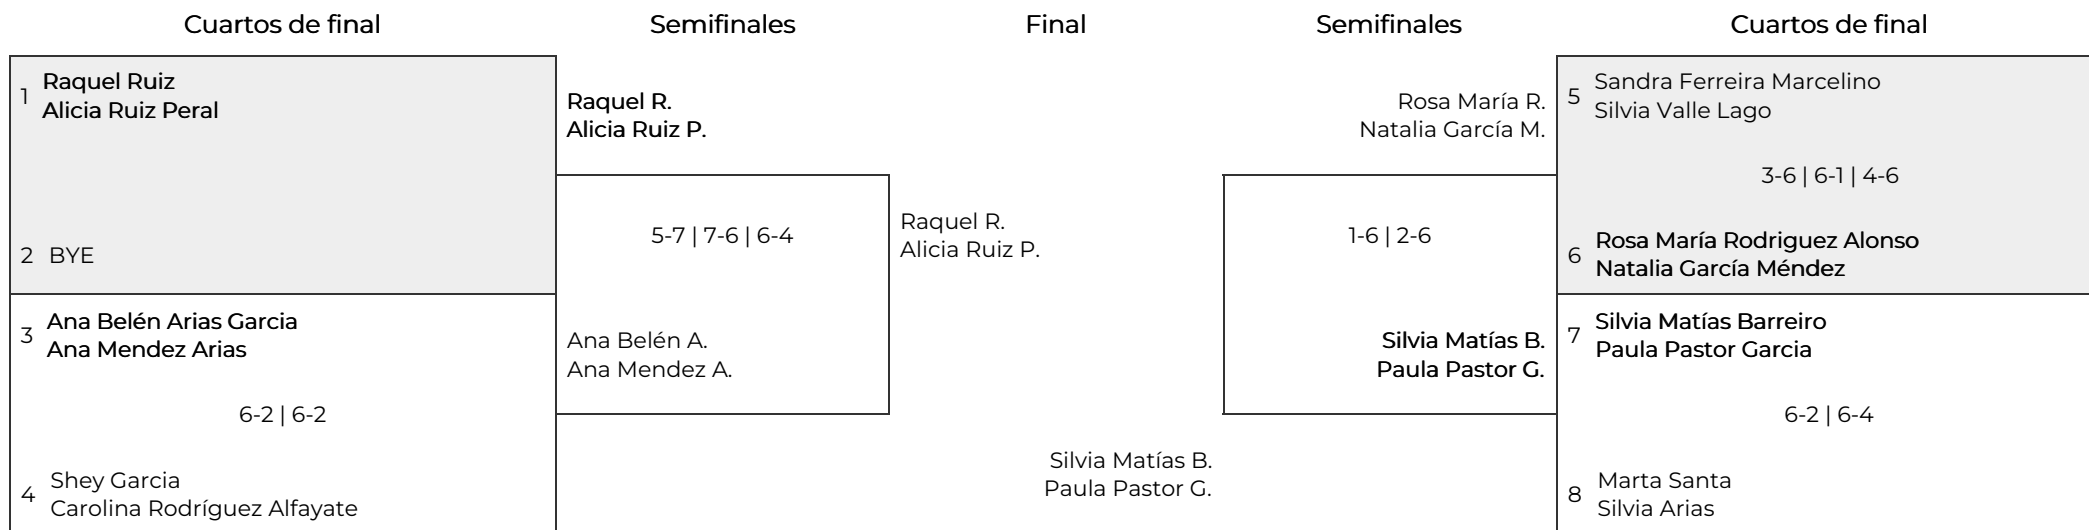 Cuartos de final
Semifinales
Final
Semifinales
Cuartos de final
1
Raquel Ruiz
Alicia Ruiz Peral
2 BYE
3
Ana Belén Arias Garcia
Ana Mendez Arias
6-2 | 6-2
4
Shey Garcia
Carolina Rodríguez Alfayate
Raquel R.
Alicia Ruiz P.
5-7 | 7-6 | 6-4
Ana Belén A.
Ana Mendez A.
Raquel R.
Alicia Ruiz P.
Silvia Matías B.
Paula Pastor G.
Rosa María R.
Natalia García M.
1-6 | 2-6
Silvia Matías B.
Paula Pastor G.
5
Sandra Ferreira Marcelino
Silvia Valle Lago
3-6 | 6-1 | 4-6
6
Rosa María Rodriguez Alonso
Natalia García Méndez
7
Silvia Matías Barreiro
Paula Pastor Garcia
6-2 | 6-4
8
Marta Santa
Silvia Arias